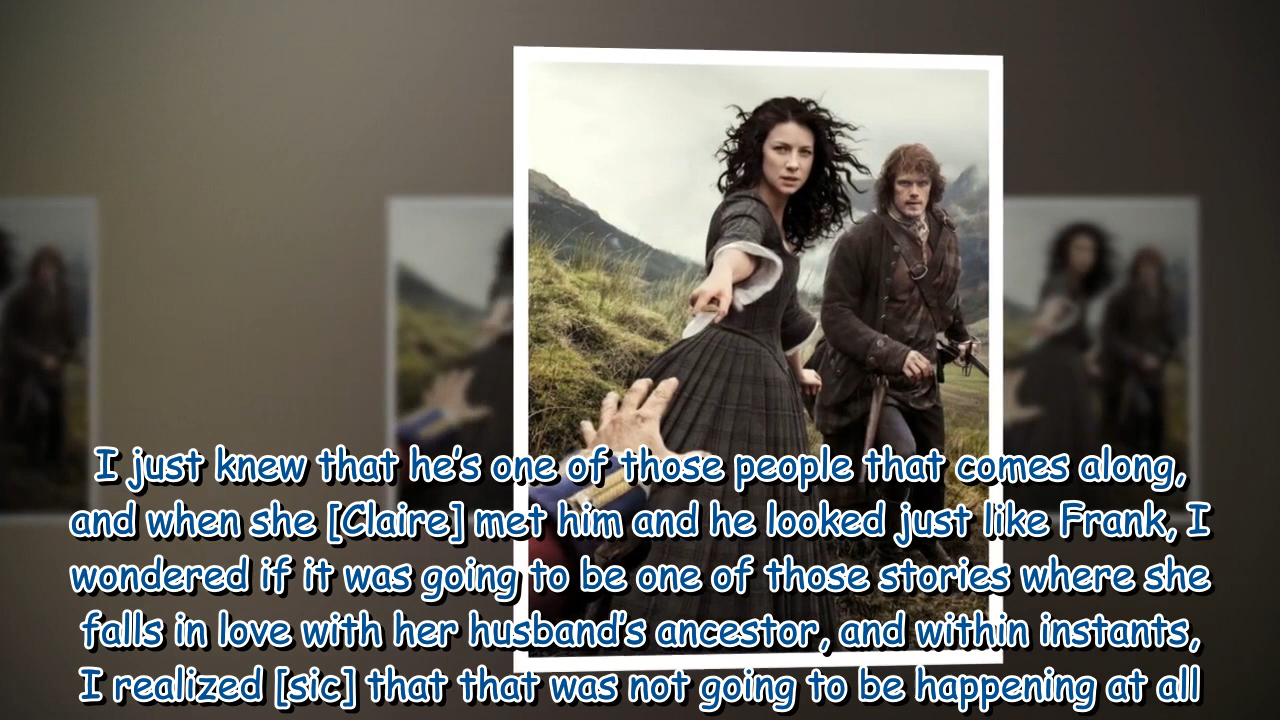 I just knew that he's one of those people that comes along,
and when she [Claire] met him and he looked just like Frank, I
wondered if it was going to be one of those stories where she
falls in love with her husband's ancestor, and within instants,
I realized [sic] that that was not going to be happening at all